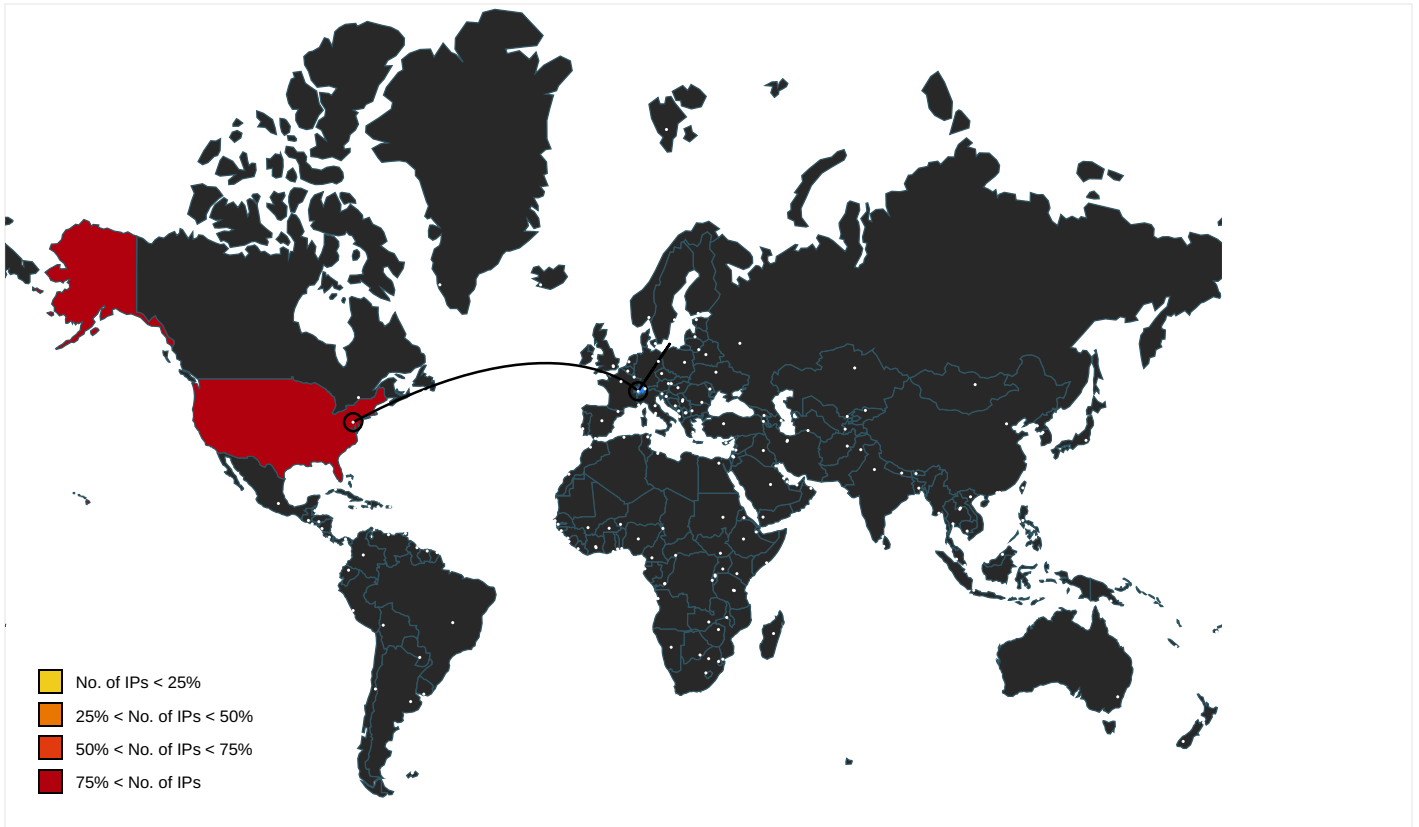 No. of IPs < 25%
25% < No. of IPs < 50%
50% < No. of IPs < 75%
75% < No. of IPs